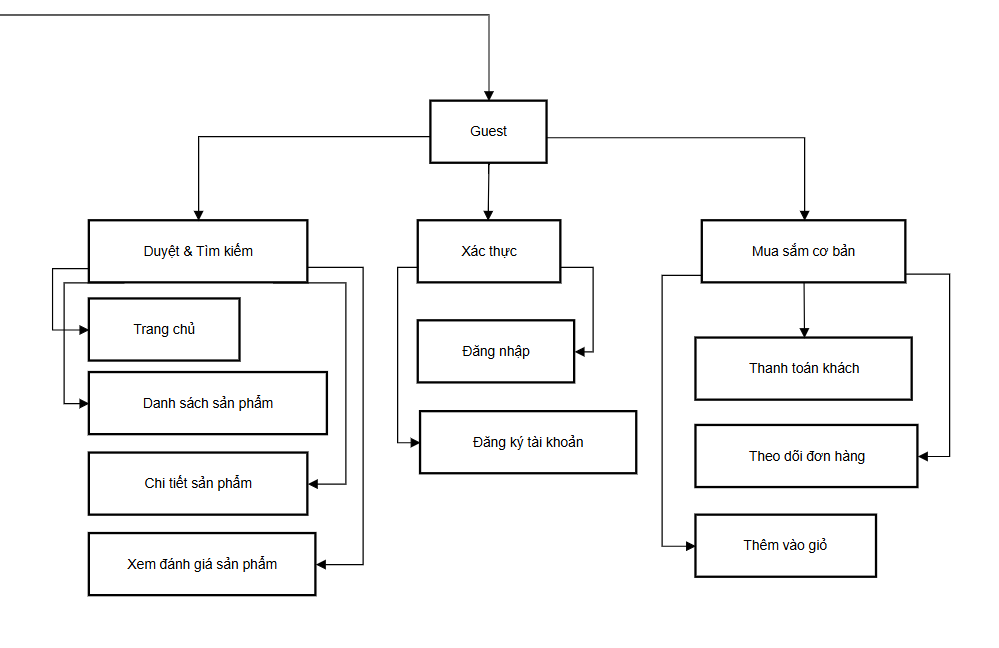 Guest
Duyệt & Tìm kiếm
Xác thực
Mua sắm cơ bản
Trang chủ
Danh sách sản phẩm
Chi tiết sản phẩm
Xem đánh giá sản phẩm
Đăng nhập
Đăng ký tài khoản
Thanh toán khách
Theo dõi đơn hàng
Thêm vào giỏ